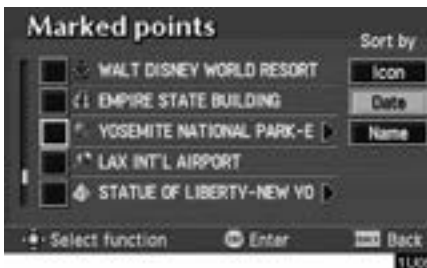 Marked points
Sort by
WALT DISNEY WORLD RESORT
Icon
EMPIRE STATE BUILDING
Date
YOSEMITE NATIONAL PARK-E
Name
LAX INT'L AIRPORT
STATUE OF LIBERTY-NEW YO
Select function
Enter
Back